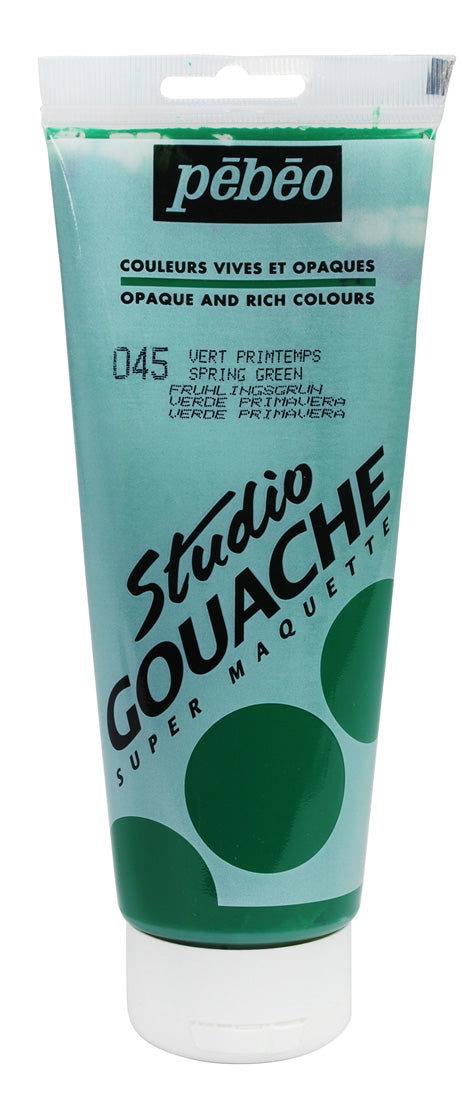 pēbēo
COULEURS VIVES ET OPAQUES
OPAQUE AND RICH COLOURS
045 VERT PRIMTEMPS
SPRING GREEN
FRUHLINGSGRUN
VERDE PRIMAVERA
VERDE PRIMAVERA
Studio
GOUACHE
SUPER MAQUETTE